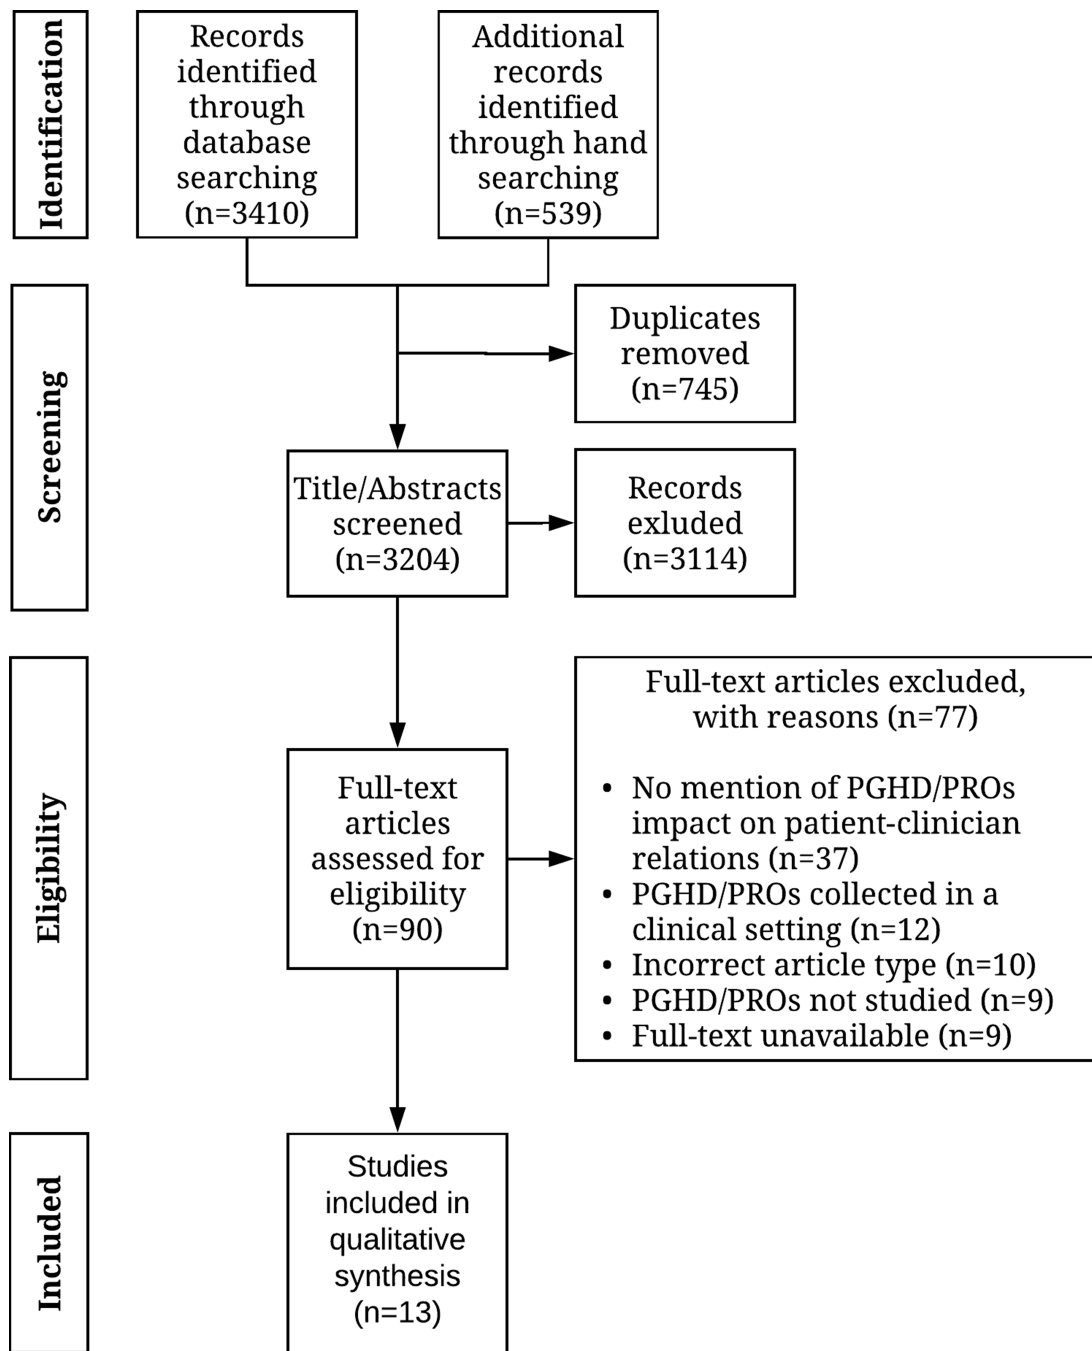 Identification
Records
identified
through
database
searching
(n=3410)
Additional
records
identified
through hand
searching
(n=539)
Screening
Duplicates
removed
(n=745)
Title/Abstracts
screened
(n=3204)
Records
exluded
(n=3114)
Eligibility
Full-text
articles
assessed for
eligibility
(n=90)
Full-text articles excluded,
with reasons (n=77)
• No mention of PGHD/PROs
impact on patient-clinician
relations (n=37)
• PGHD/PROs collected in a
clinical setting (n=12)
• Incorrect article type (n=10)
• PGHD/PROs not studied (n=9)
• Full-text unavailable (n=9)
Included
Studies
included in
qualitative
synthesis
(n=13)